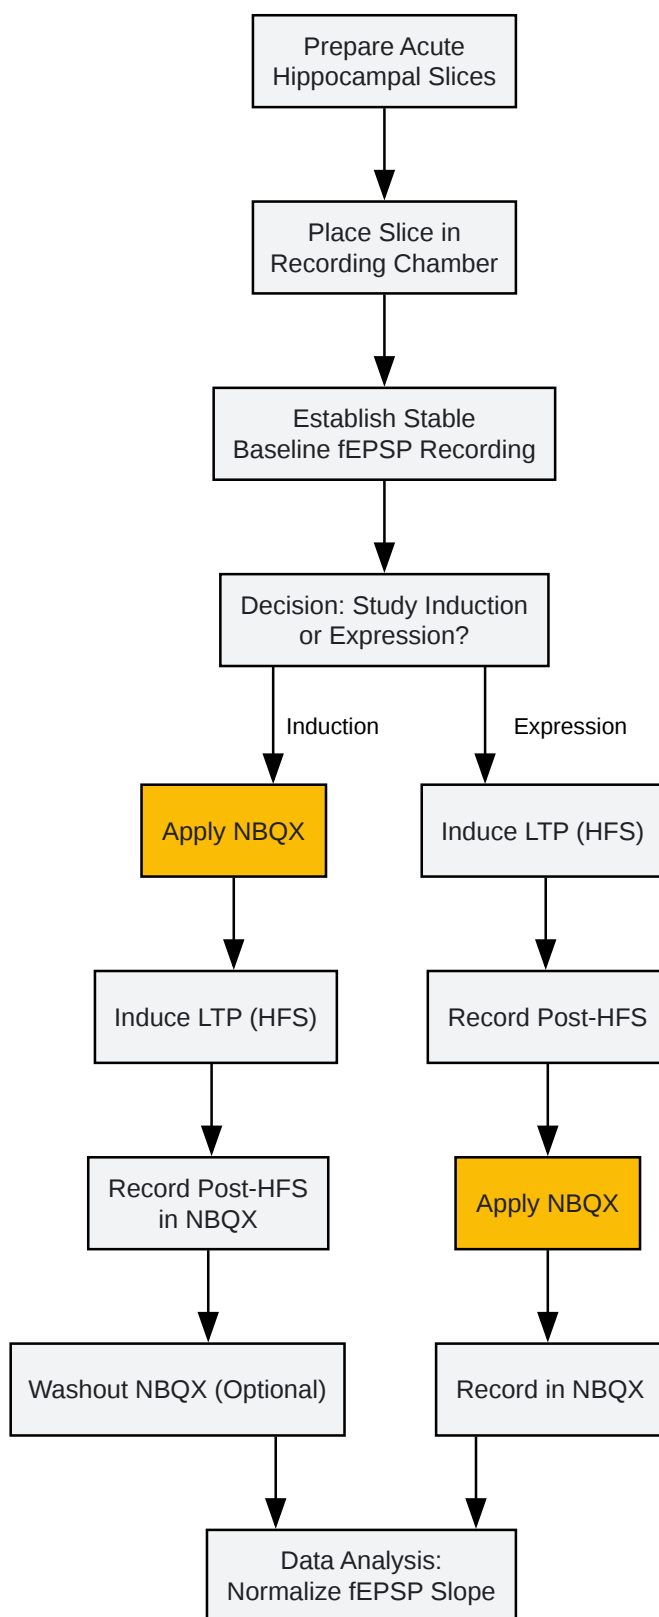 Prepare Acute
Hippocampal Slices
Place Slice in
Recording Chamber
Establish Stable
Baseline fEPSP Recording
Decision: Study Induction
or Expression?
Induction
Expression
Apply NBQX
Induce LTP (HFS)
Induce LTP (HFS)
Record Post-HFS
Record Post-HFS
in NBQX
Apply NBQX
Washout NBQX (Optional)
Record in NBQX
Data Analysis:
Normalize fEPSP Slope